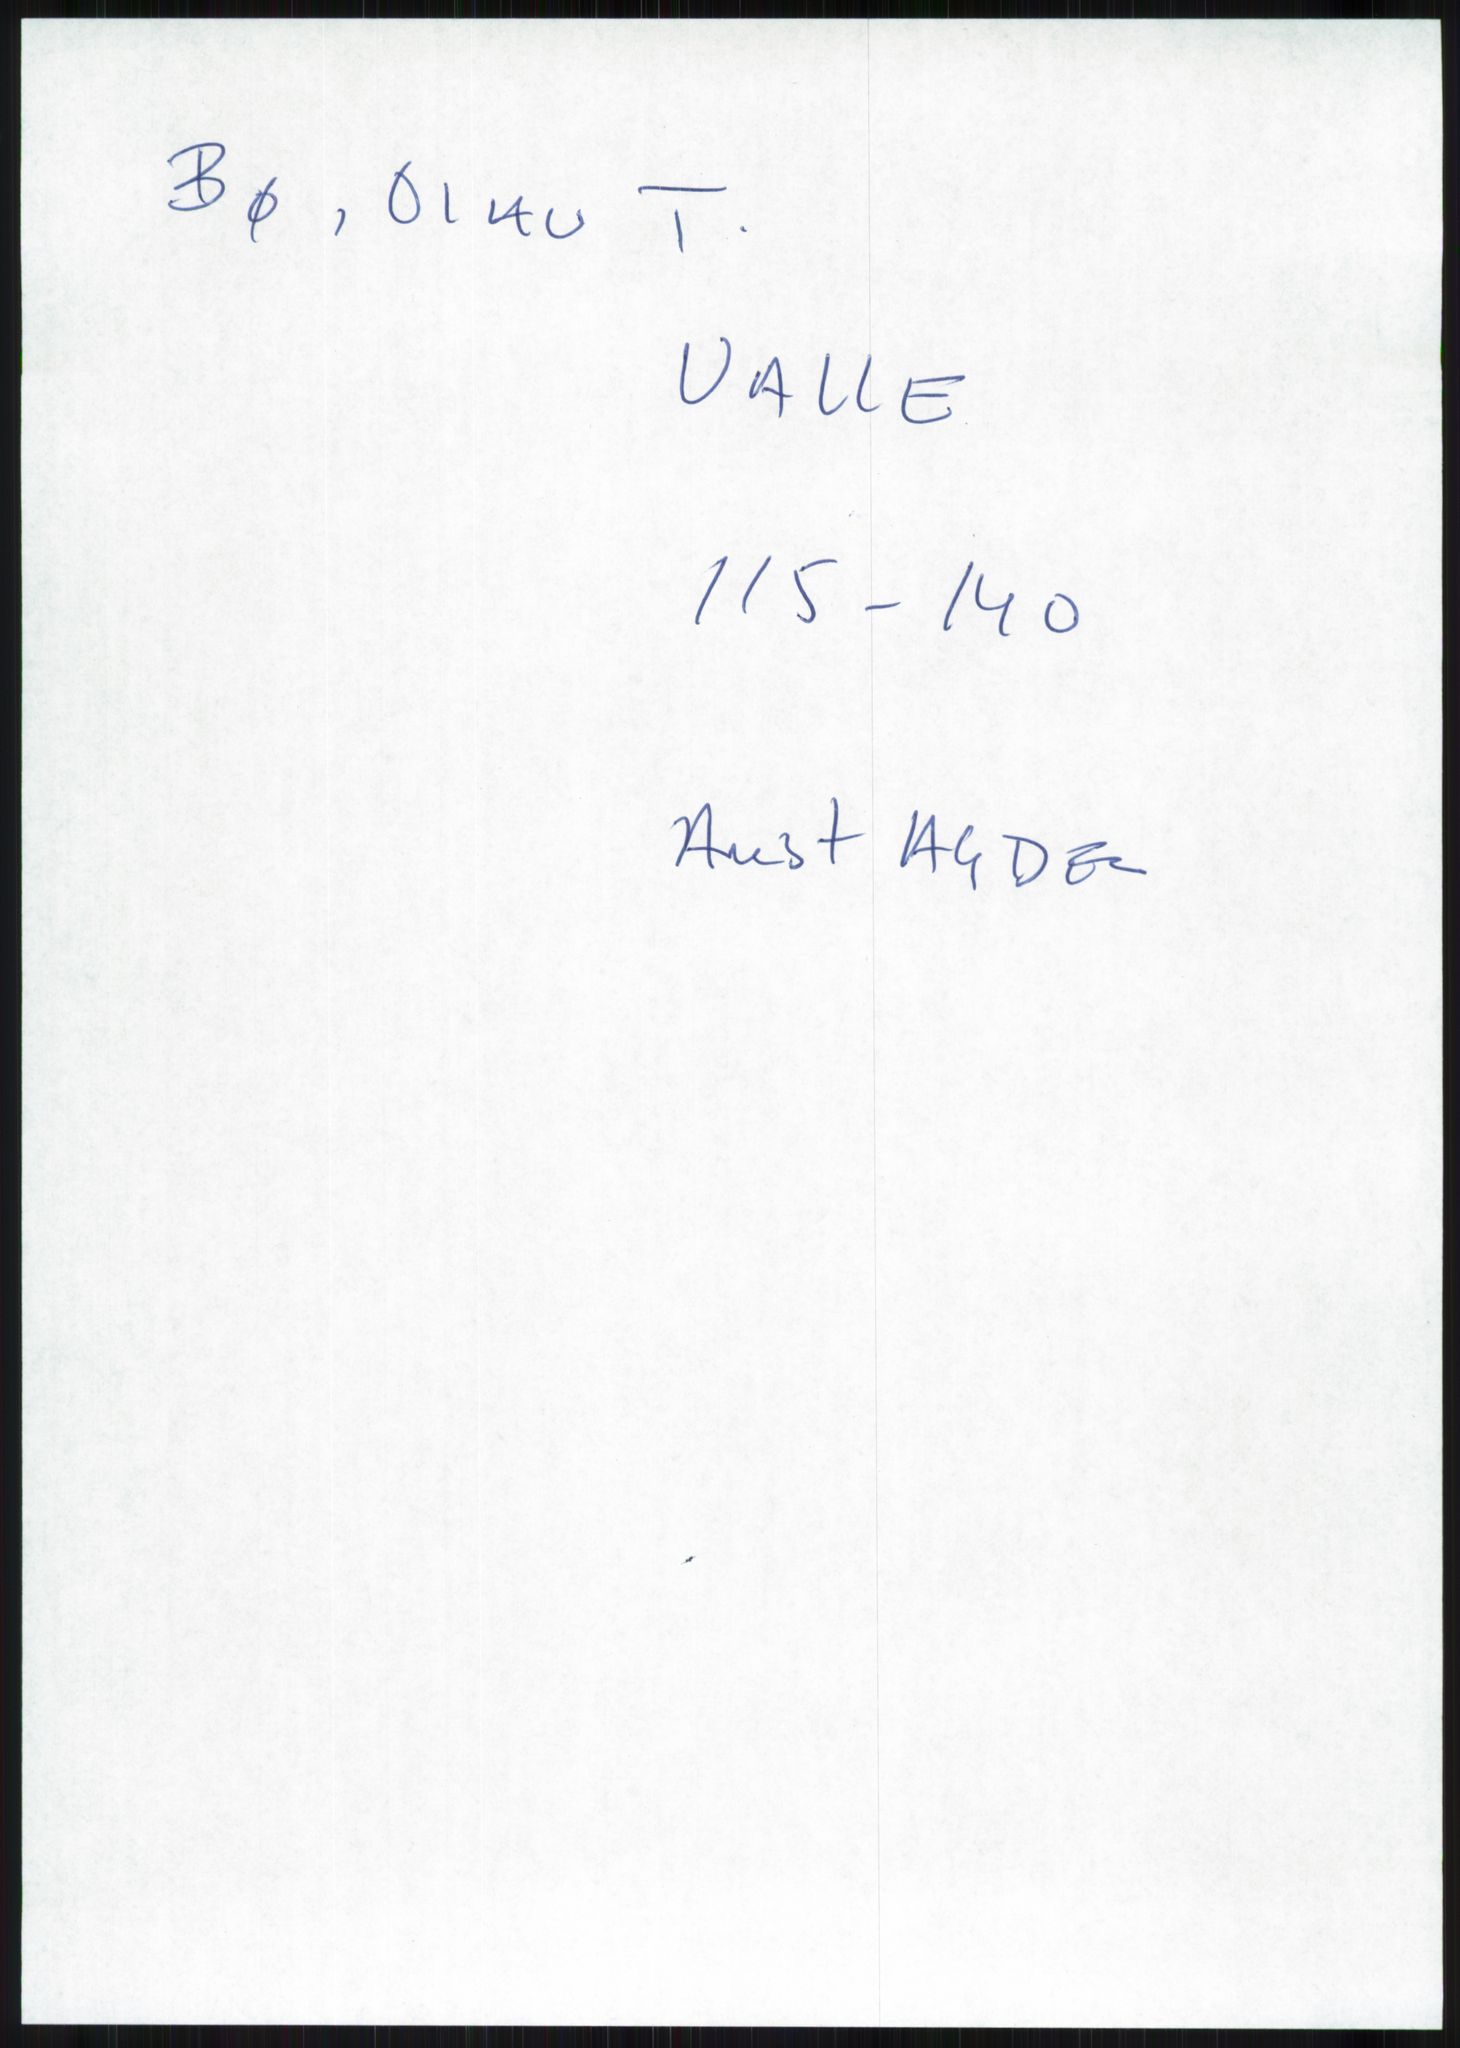 Bø, Olav T.
VALLE
115-140
Aust AGDER